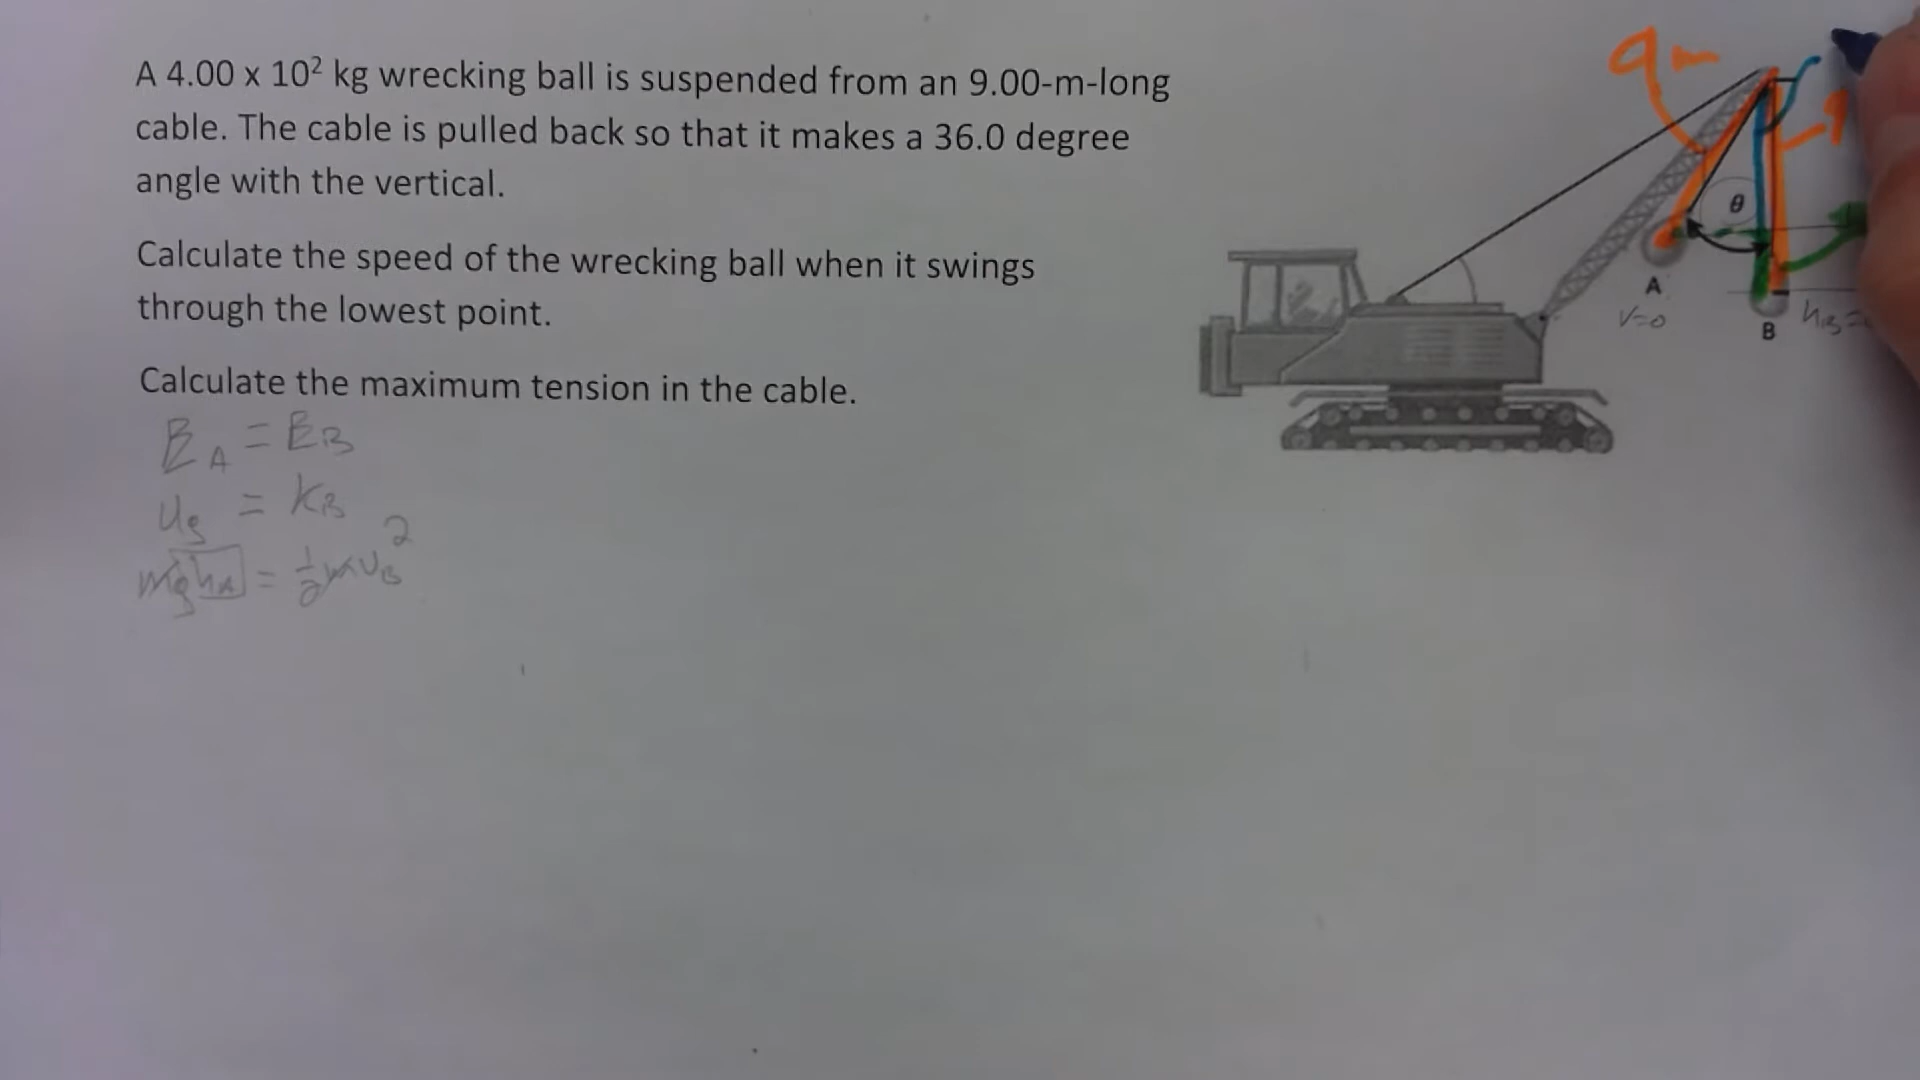 A 4.00 x 10² kg wrecking ball is suspended from an 9.00-m-long
cable. The cable is pulled back so that it makes a 36.0 degree
angle with the vertical.
Calculate the speed of the wrecking ball when it swings
through the lowest point.
Calculate the maximum tension in the cable.
E_A = E_B
U_g = K_B
mgh_A = ½mv_B²
9m
9
θ
A
V=0
B
h_B=